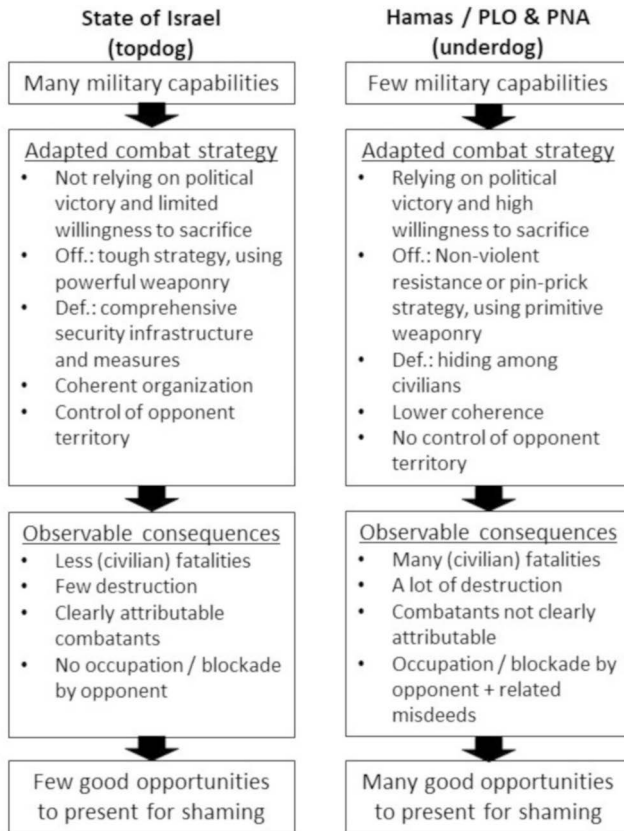 State of Israel
(topdog)
Many military capabilities
Adapted combat strategy
• Not relying on political
victory and limited
willingness to sacrifice
• Off.: tough strategy, using
powerful weaponry
• Def.: comprehensive
security infrastructure
and measures
• Coherent organization
• Control of opponent
territory
Observable consequences
• Less (civilian) fatalities
• Few destruction
• Clearly attributable
combatants
• No occupation / blockade
by opponent
Few good opportunities
to present for shaming
Hamas / PLO & PNA
(underdog)
Few military capabilities
Adapted combat strategy
• Relying on political
victory and high
willingness to sacrifice
• Off.: Non-violent
resistance or pin-prick
strategy, using primitive
weaponry
• Def.: hiding among
civilians
• Lower coherence
• No control of opponent
territory
Observable consequences
• Many (civilian) fatalities
• A lot of destruction
• Combatants not clearly
attributable
• Occupation / blockade by
opponent + related
misdeeds
Many good opportunities
to present for shaming